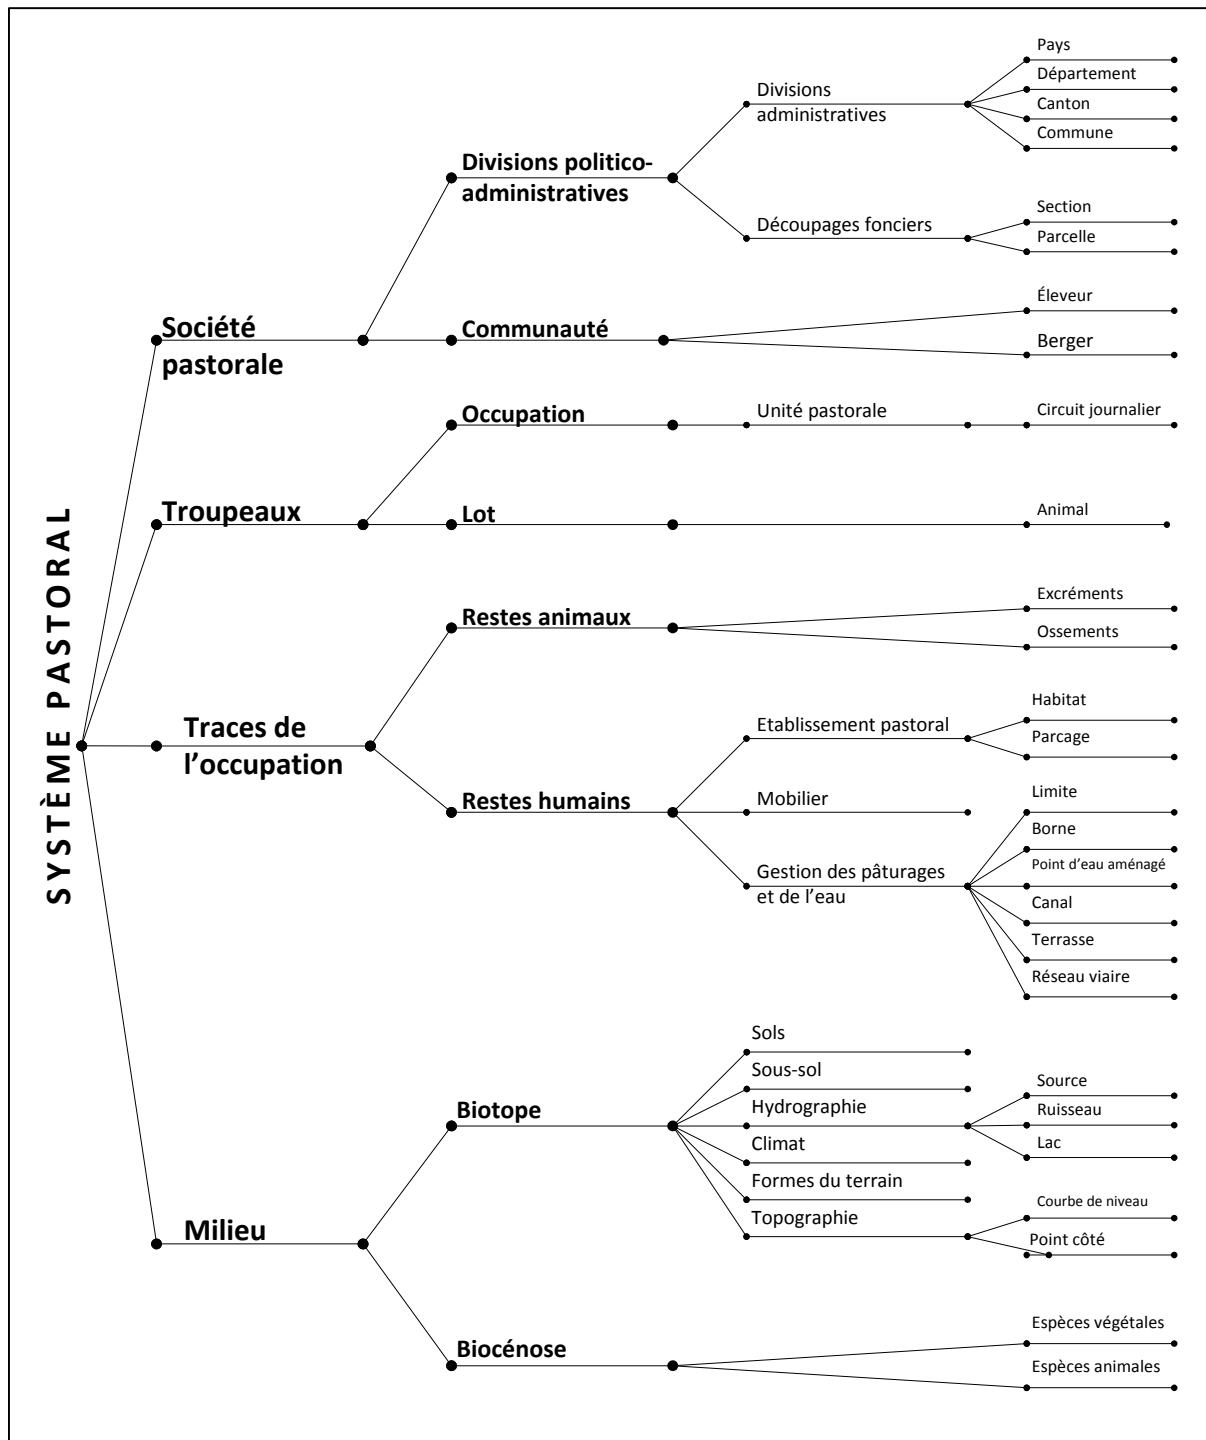 SYSTÈME PASTORAL
Société
pastorale
Divisions politico-
administratives
Divisions
administratives
Pays
Département
Canton
Commune
Découpages fonciers
Section
Parcelle
Communauté
Éleveur
Berger
Troupeaux
Occupation
Unité pastorale
Circuit journalier
Lot
Animal
Traces de
l’occupation
Restes animaux
Excréments
Ossements
Restes humains
Etablissement pastoral
Habitat
Parcage
Mobilier
Gestion des pâturages
et de l’eau
Limite
Borne
Point d’eau aménagé
Canal
Terrasse
Réseau viaire
Milieu
Biotope
Sols
Sous-sol
Hydrographie
Source
Ruisseau
Lac
Climat
Formes du terrain
Topographie
Courbe de niveau
Point côté
Biocénose
Espèces végétales
Espèces animales